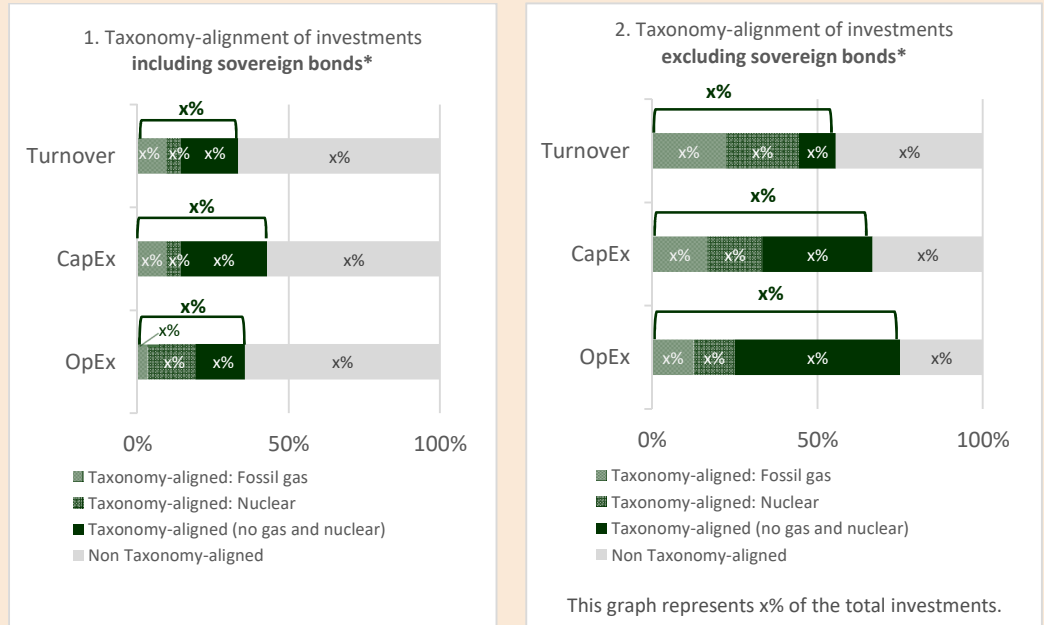 1. Taxonomy-alignment of investments
including sovereign bonds*
x%
Turnover
x% x% x% x%
x%
CapEx
x% x% x% x%
x%
x%
OpEx
x% x% x%
0% 50% 100%
Taxonomy-aligned: Fossil gas
Taxonomy-aligned: Nuclear
Taxonomy-aligned (no gas and nuclear)
Non Taxonomy-aligned
2. Taxonomy-alignment of investments
excluding sovereign bonds*
x%
Turnover
x% x% x% x%
x%
CapEx
x% x% x% x%
x%
OpEx
x% x% x% x%
0% 50% 100%
Taxonomy-aligned: Fossil gas
Taxonomy-aligned: Nuclear
Taxonomy-aligned (no gas and nuclear)
Non Taxonomy-aligned
This graph represents x% of the total investments.